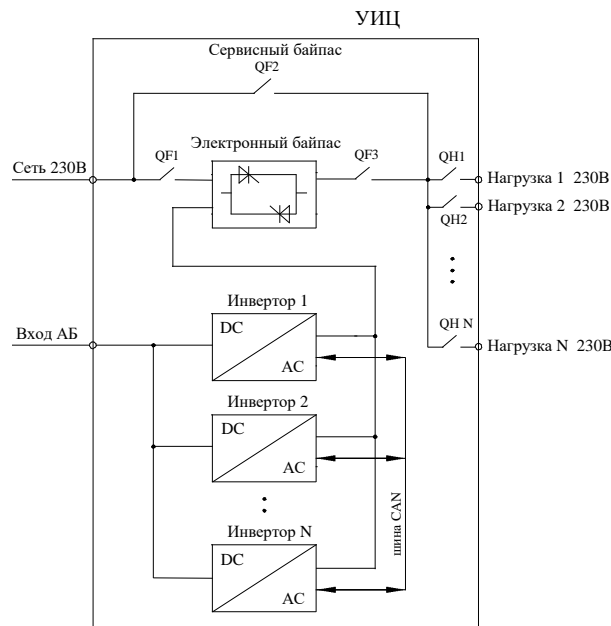 УИЦ
Сервисный байпас
QF2
Электронный байпас
Сеть 230В
QF1
QF3
QH1
Нагрузка 1 230В
Нагрузка 2 230В
QH2
Инвертор 1
Вход АБ
DC
AC
QH N
Нагрузка N 230В
Инвертор 2
DC
AC
шина CAN
Инвертор N
DC
AC